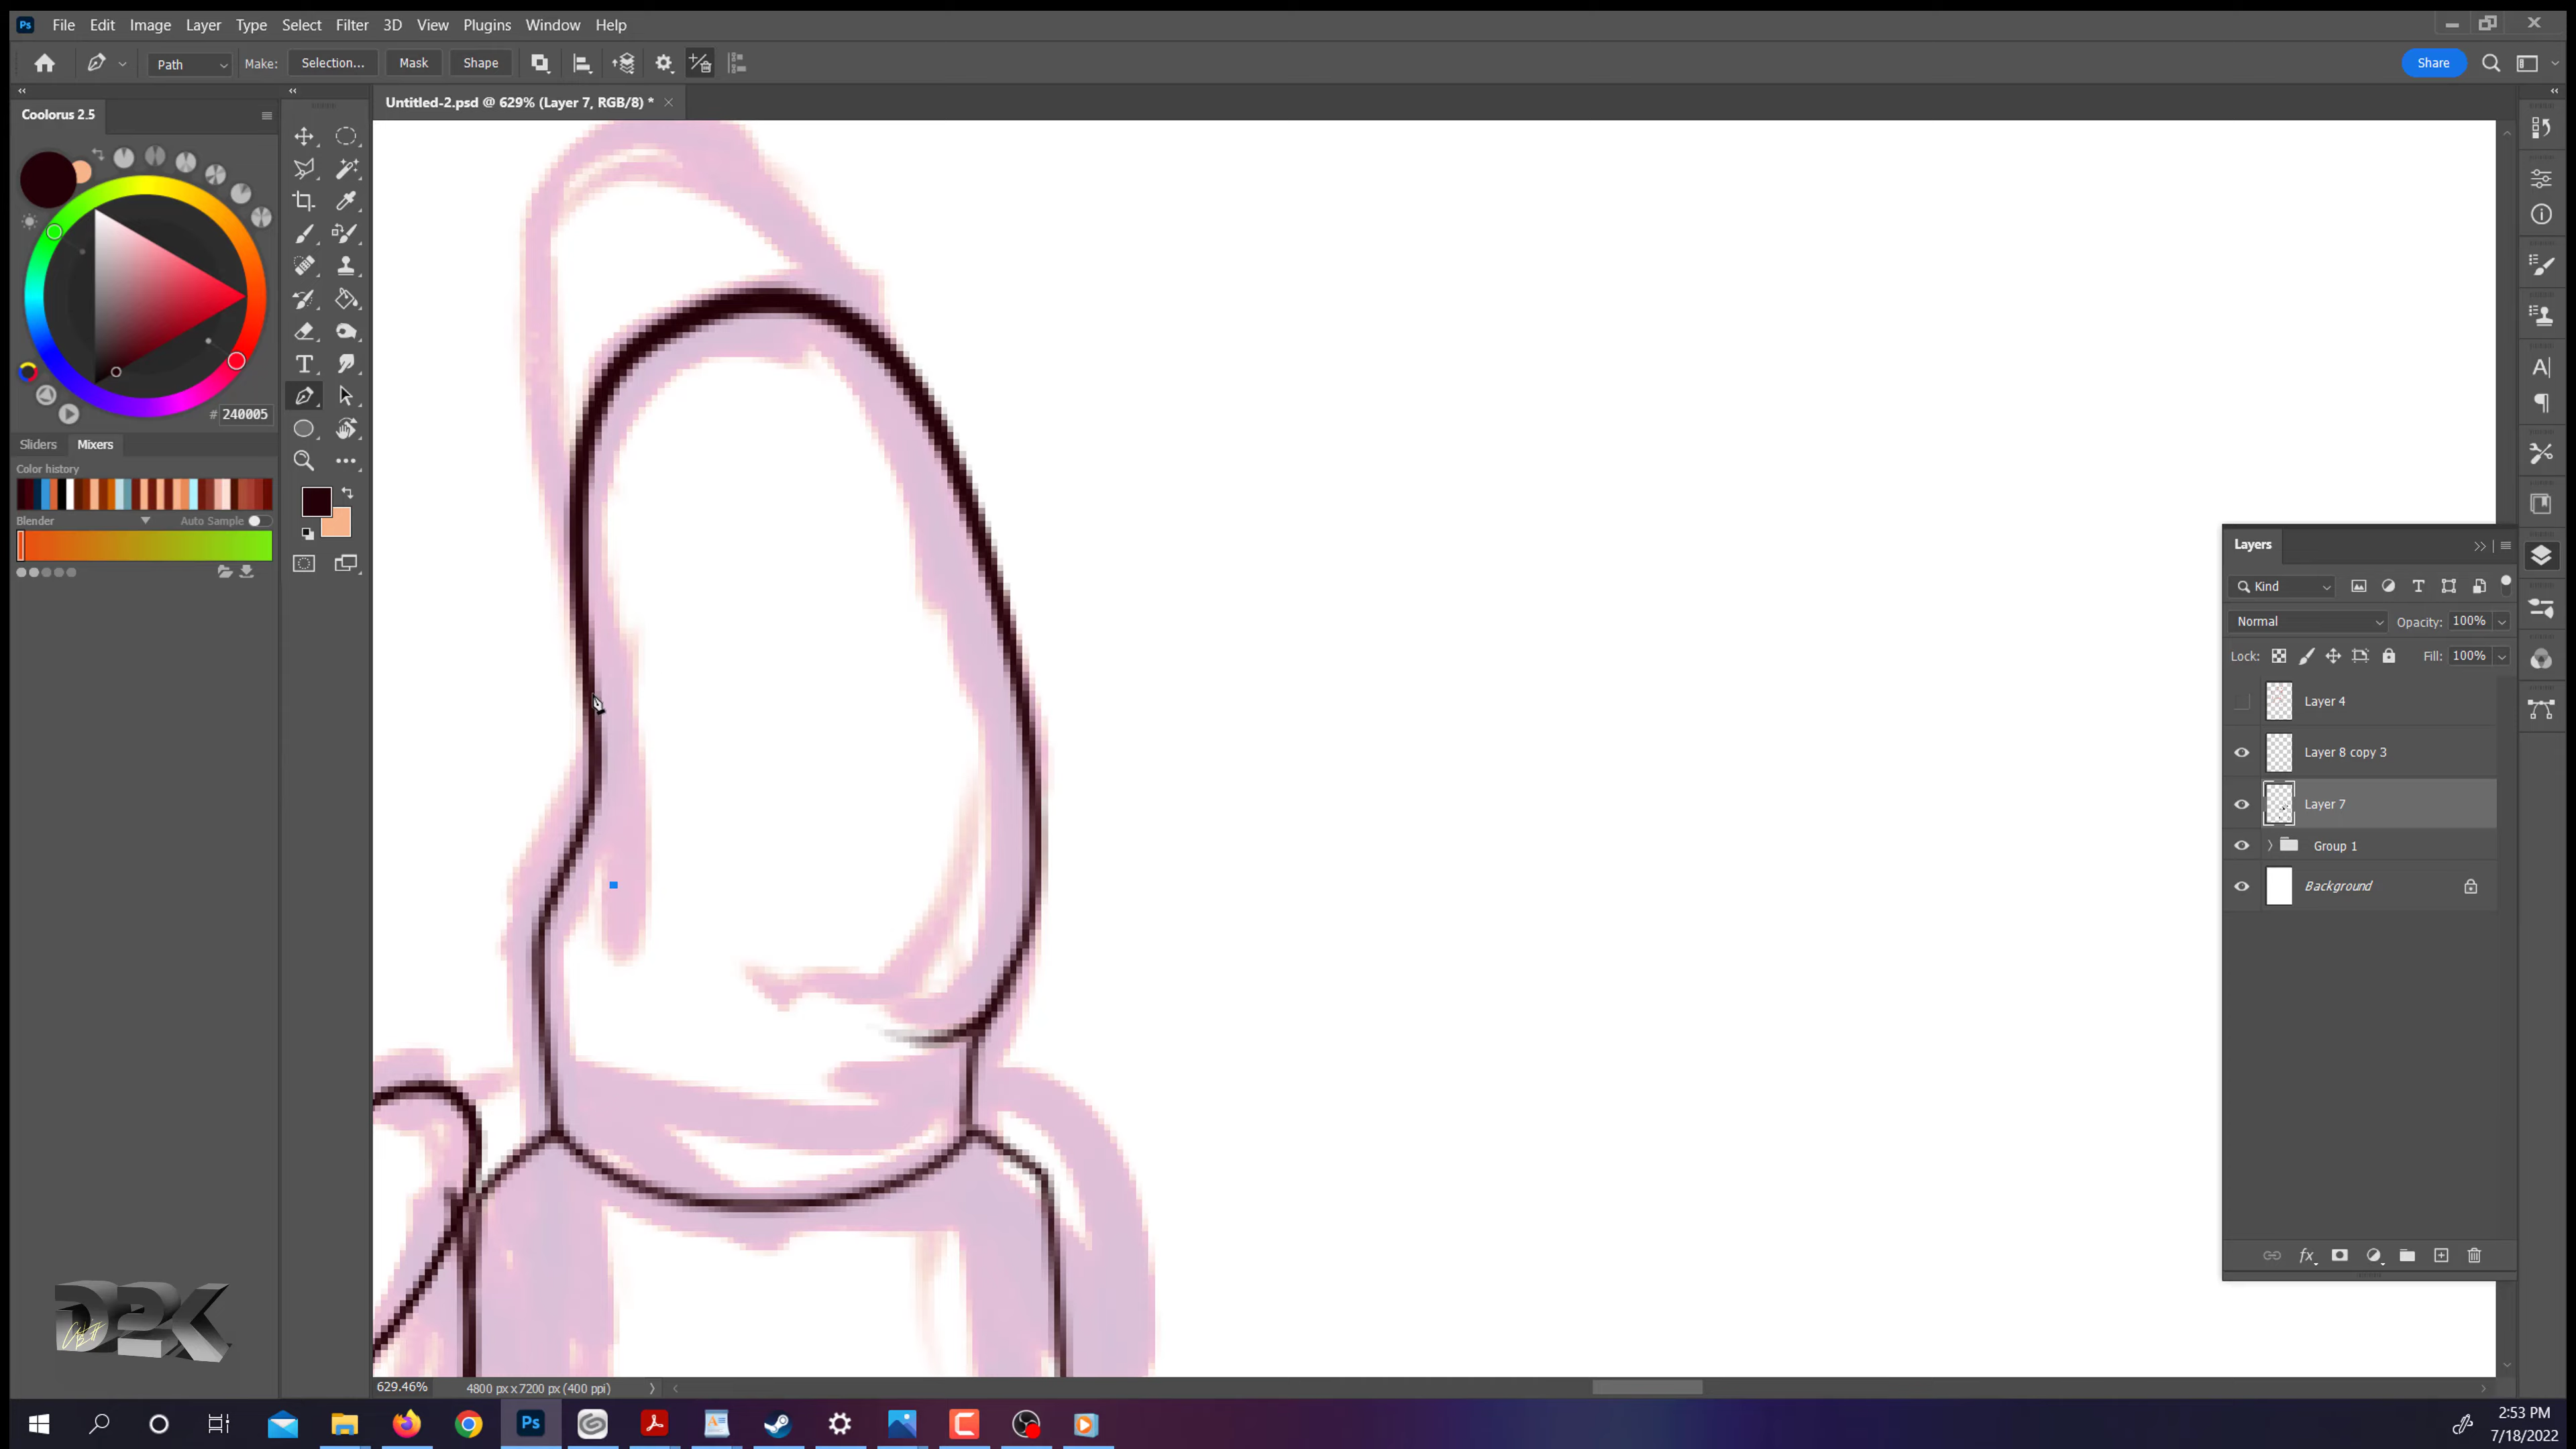 Ps File Edit Image Layer Type Select Filter 3D View Plugins Window Help
Path Make: Selection... Mask Shape Share
Coolorus 2.5
Untitled-2.psd @ 629% (Layer 7, RGB/8) *
# 240005
Sliders Mixers
Color history
Blender Auto Sample
Layers
Kind
Normal Opacity: 100%
Lock: Fill: 100%
Layer 4
Layer 8 copy 3
Layer 7
Group 1
Background
fx
D2K
629.46% 4800 px x 7200 px (400 ppi)
Ps
2:53 PM
7/18/2022